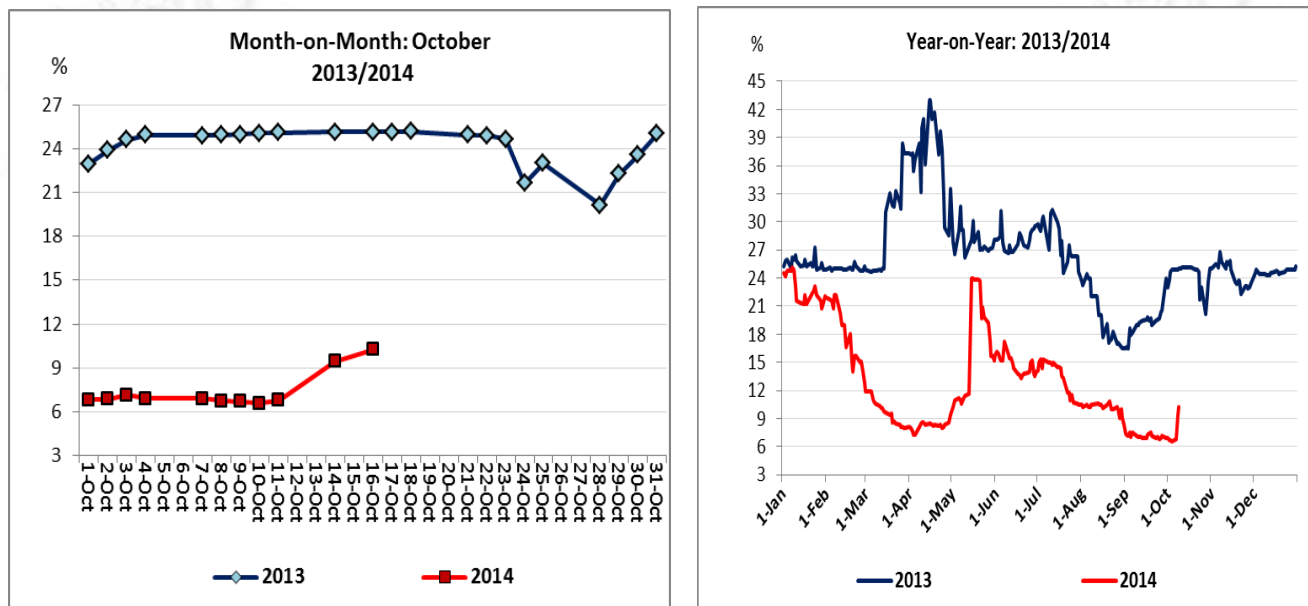 Month-on-Month: October
2013/2014
%
27
24
21
18
15
12
9
6
3
1-Oct
2-Oct
3-Oct
4-Oct
5-Oct
6-Oct
7-Oct
8-Oct
9-Oct
10-Oct
11-Oct
12-Oct
13-Oct
14-Oct
15-Oct
16-Oct
17-Oct
18-Oct
19-Oct
20-Oct
21-Oct
22-Oct
23-Oct
24-Oct
25-Oct
26-Oct
27-Oct
28-Oct
29-Oct
30-Oct
31-Oct
2013 2014
Year-on-Year: 2013/2014
%
45
42
39
36
33
30
27
24
21
18
15
12
9
6
3
1-Jan
1-Feb
1-Mar
1-Apr
1-May
1-Jun
1-Jul
1-Aug
1-Sep
1-Oct
1-Nov
1-Dec
2013 2014